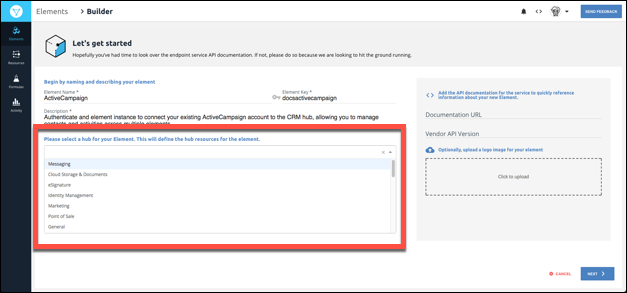 Elements > Builder
SEND FEEDBACK
Elements
Resources
Formulas
Activity
Let's get started
Hopefully you've had time to look over the endpoint service API documentation. If not, please do so because we are looking to hit the ground running.
Begin by naming and describing your element
Element Name *
ActiveCampaign
Element Key *
docsactivecampaign
Description *
Authenticate and element instance to connect your existing ActiveCampaign account to the CRM hub, allowing you to manage
contacts and activities across multiple elements.
Please select a hub for your Element. This will define the hub resources for the element.
Messaging
Cloud Storage & Documents
eSignature
Identity Management
Marketing
Point of Sale
General
Add the API documentation for the service to quickly reference
information about your new Element.
Documentation URL
Vendor API Version
Optionally, upload a logo image for your element
Click to upload
CANCEL
NEXT >